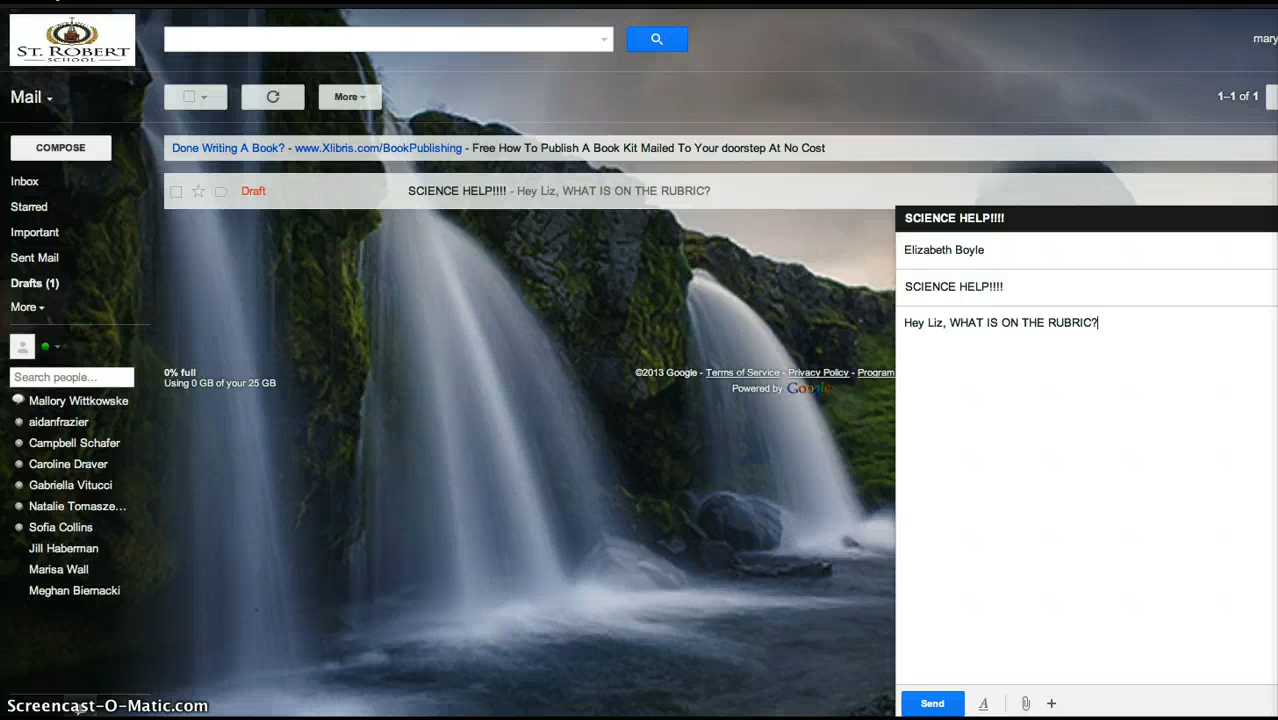 ST. ROBERT
SCHOOL
mary
Mail
More
1–1 of 1
COMPOSE
Done Writing A Book? - www.Xlibris.com/BookPublishing - Free How To Publish A Book Kit Mailed To Your doorstep At No Cost
Inbox
Draft SCIENCE HELP!!!! - Hey Liz, WHAT IS ON THE RUBRIC?
Starred
Important
Sent Mail
Drafts (1)
More
SCIENCE HELP!!!!
Elizabeth Boyle
SCIENCE HELP!!!!
Hey Liz, WHAT IS ON THE RUBRIC?
Search people...
0% full
Using 0 GB of your 25 GB
©2013 Google - Terms of Service - Privacy Policy - Program
Powered by Google
Mallory Wittkowske
aidanfrazier
Campbell Schafer
Caroline Draver
Gabriella Vitucci
Natalie Tomasze...
Sofia Collins
Jill Haberman
Marisa Wall
Meghan Biernacki
Send A
Screencast-O-Matic.com